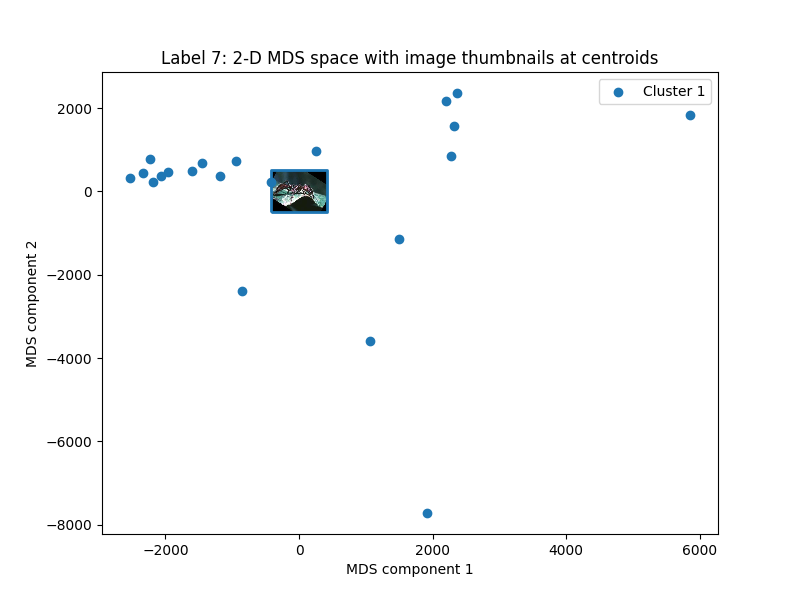 Label 7: 2-D MDS space with image thumbnails at centroids
Cluster 1
2000
0
−2000
−4000
−6000
−8000
MDS component 2
−2000
0
2000
4000
6000
MDS component 1